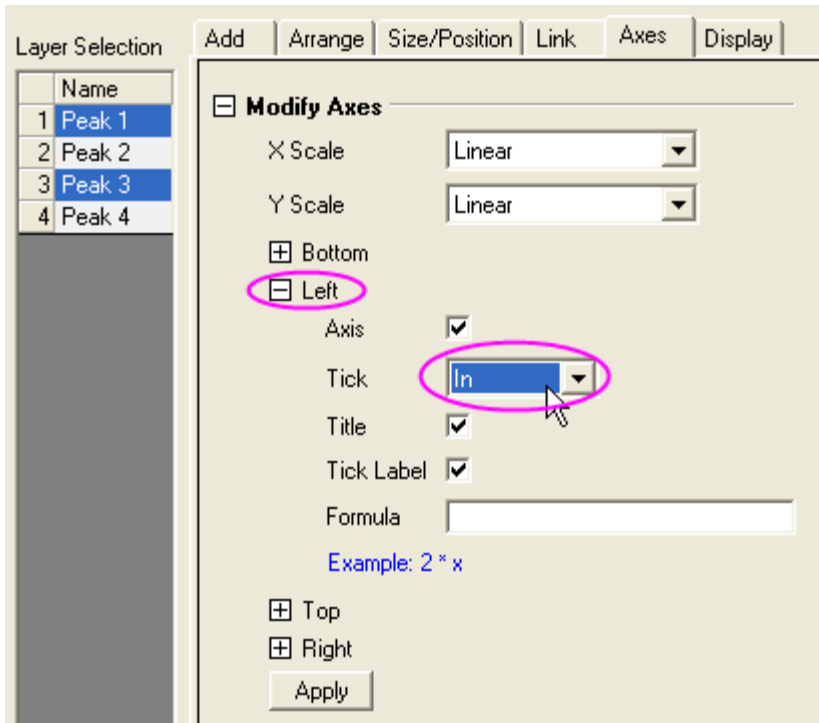 Layer Selection
Add Arrange Size/Position Link Axes Display
Name
1 Peak 1
2 Peak 2
3 Peak 3
4 Peak 4
Modify Axes
X Scale Linear
Y Scale Linear
Bottom
Left
Axis
Tick In
Title
Tick Label
Formula
Example: 2 * x
Top
Right
Apply